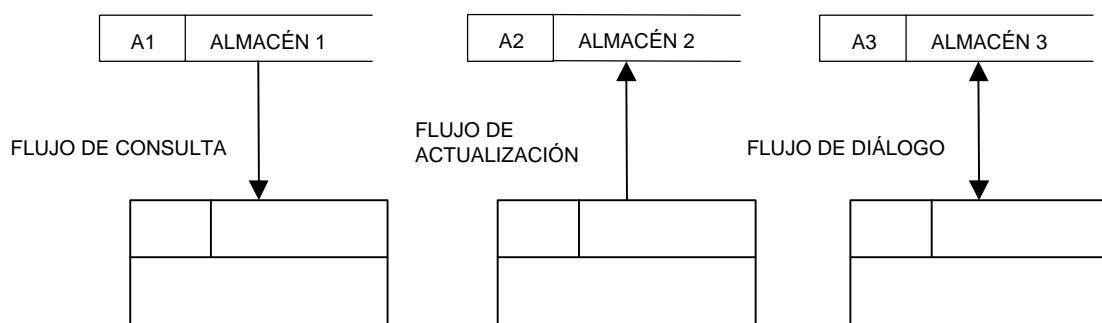 A1 ALMACÉN 1
A2 ALMACÉN 2
A3 ALMACÉN 3
FLUJO DE CONSULTA
FLUJO DE
ACTUALIZACIÓN
FLUJO DE DIÁLOGO